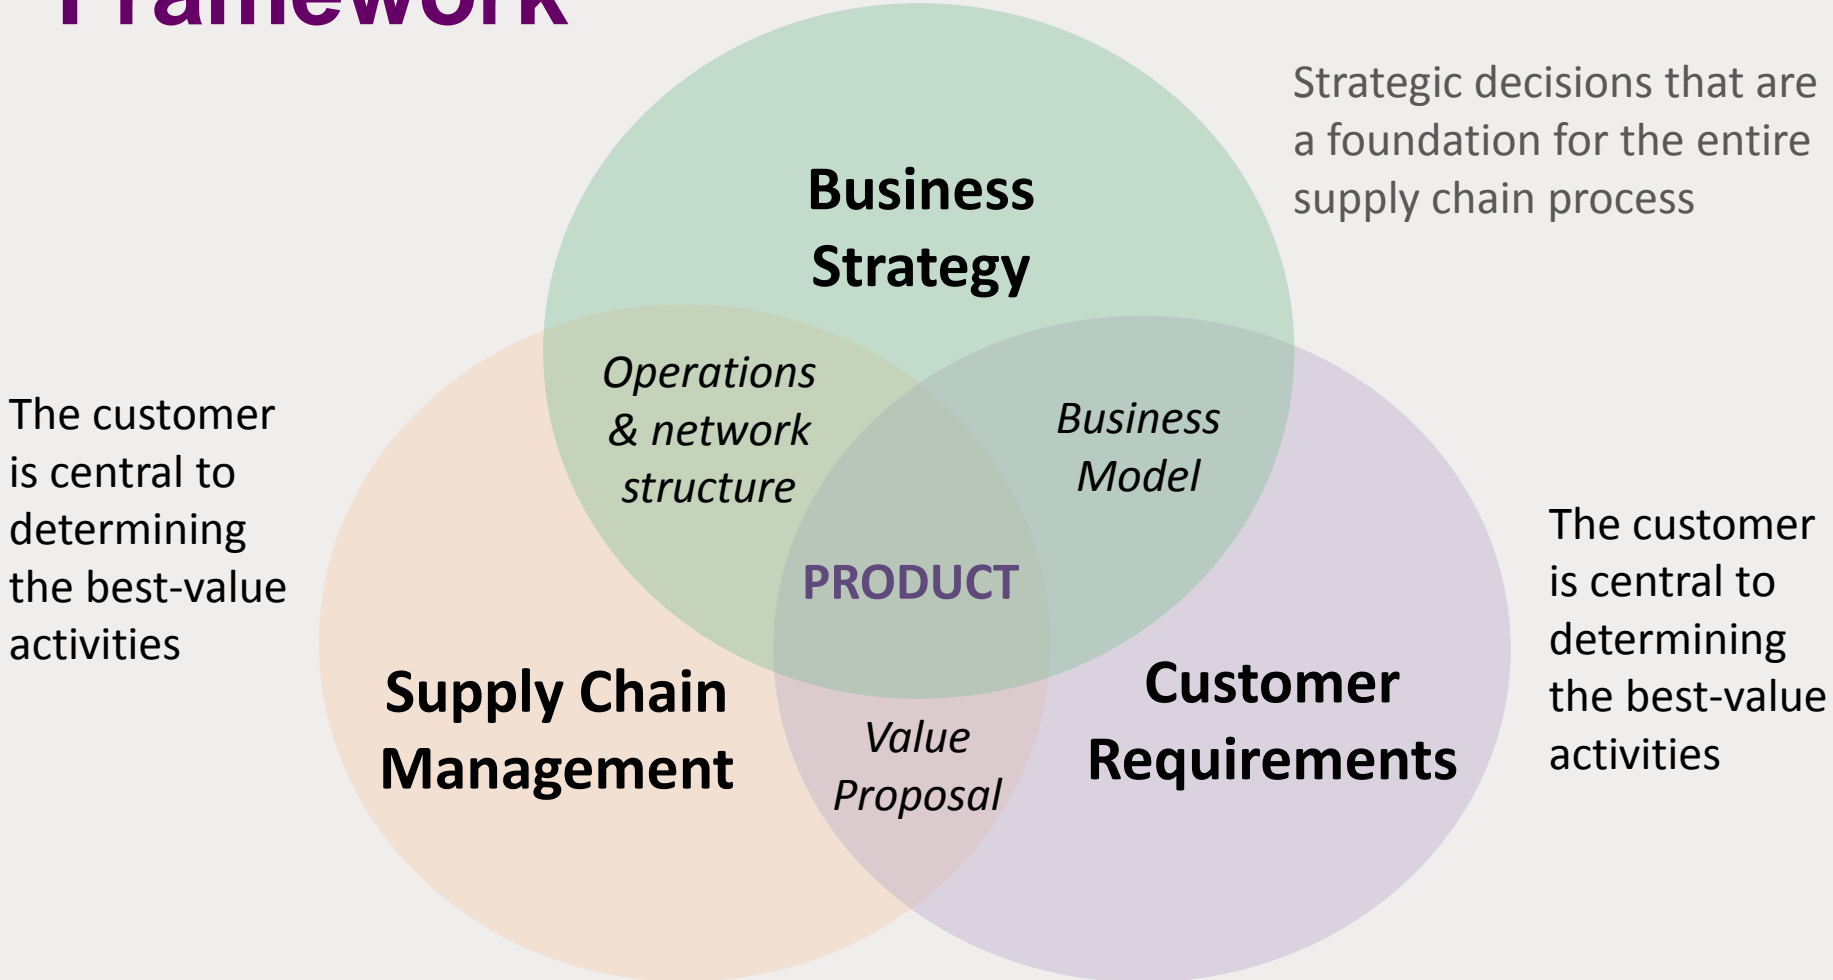 Framework
Strategic decisions that are
a foundation for the entire
supply chain process
Business
Strategy
Operations
& network
structure
Business
Model
The customer
is central to
determining
the best-value
activities
PRODUCT
The customer
is central to
determining
the best-value
activities
Supply Chain
Management
Customer
Requirements
Value
Proposal